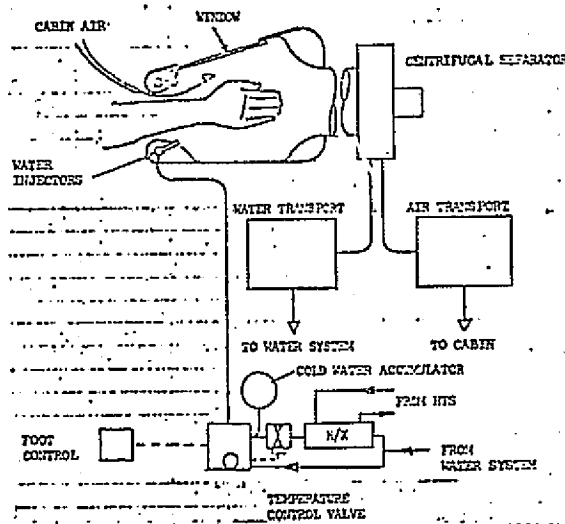 CABIN AIR
WINDOW
CENTRIFUGAL SEPARATOR
WATER
INJECTORS
WATER TRANSPORT
AIR TRANSPORT
TO WATER SYSTEM
TO CABIN
COLD WATER ACCUMULATOR
FROM HTS
H/X
FOOT
CONTROL
FROM
WATER SYSTEM
TEMPERATURE
CONTROL VALVE